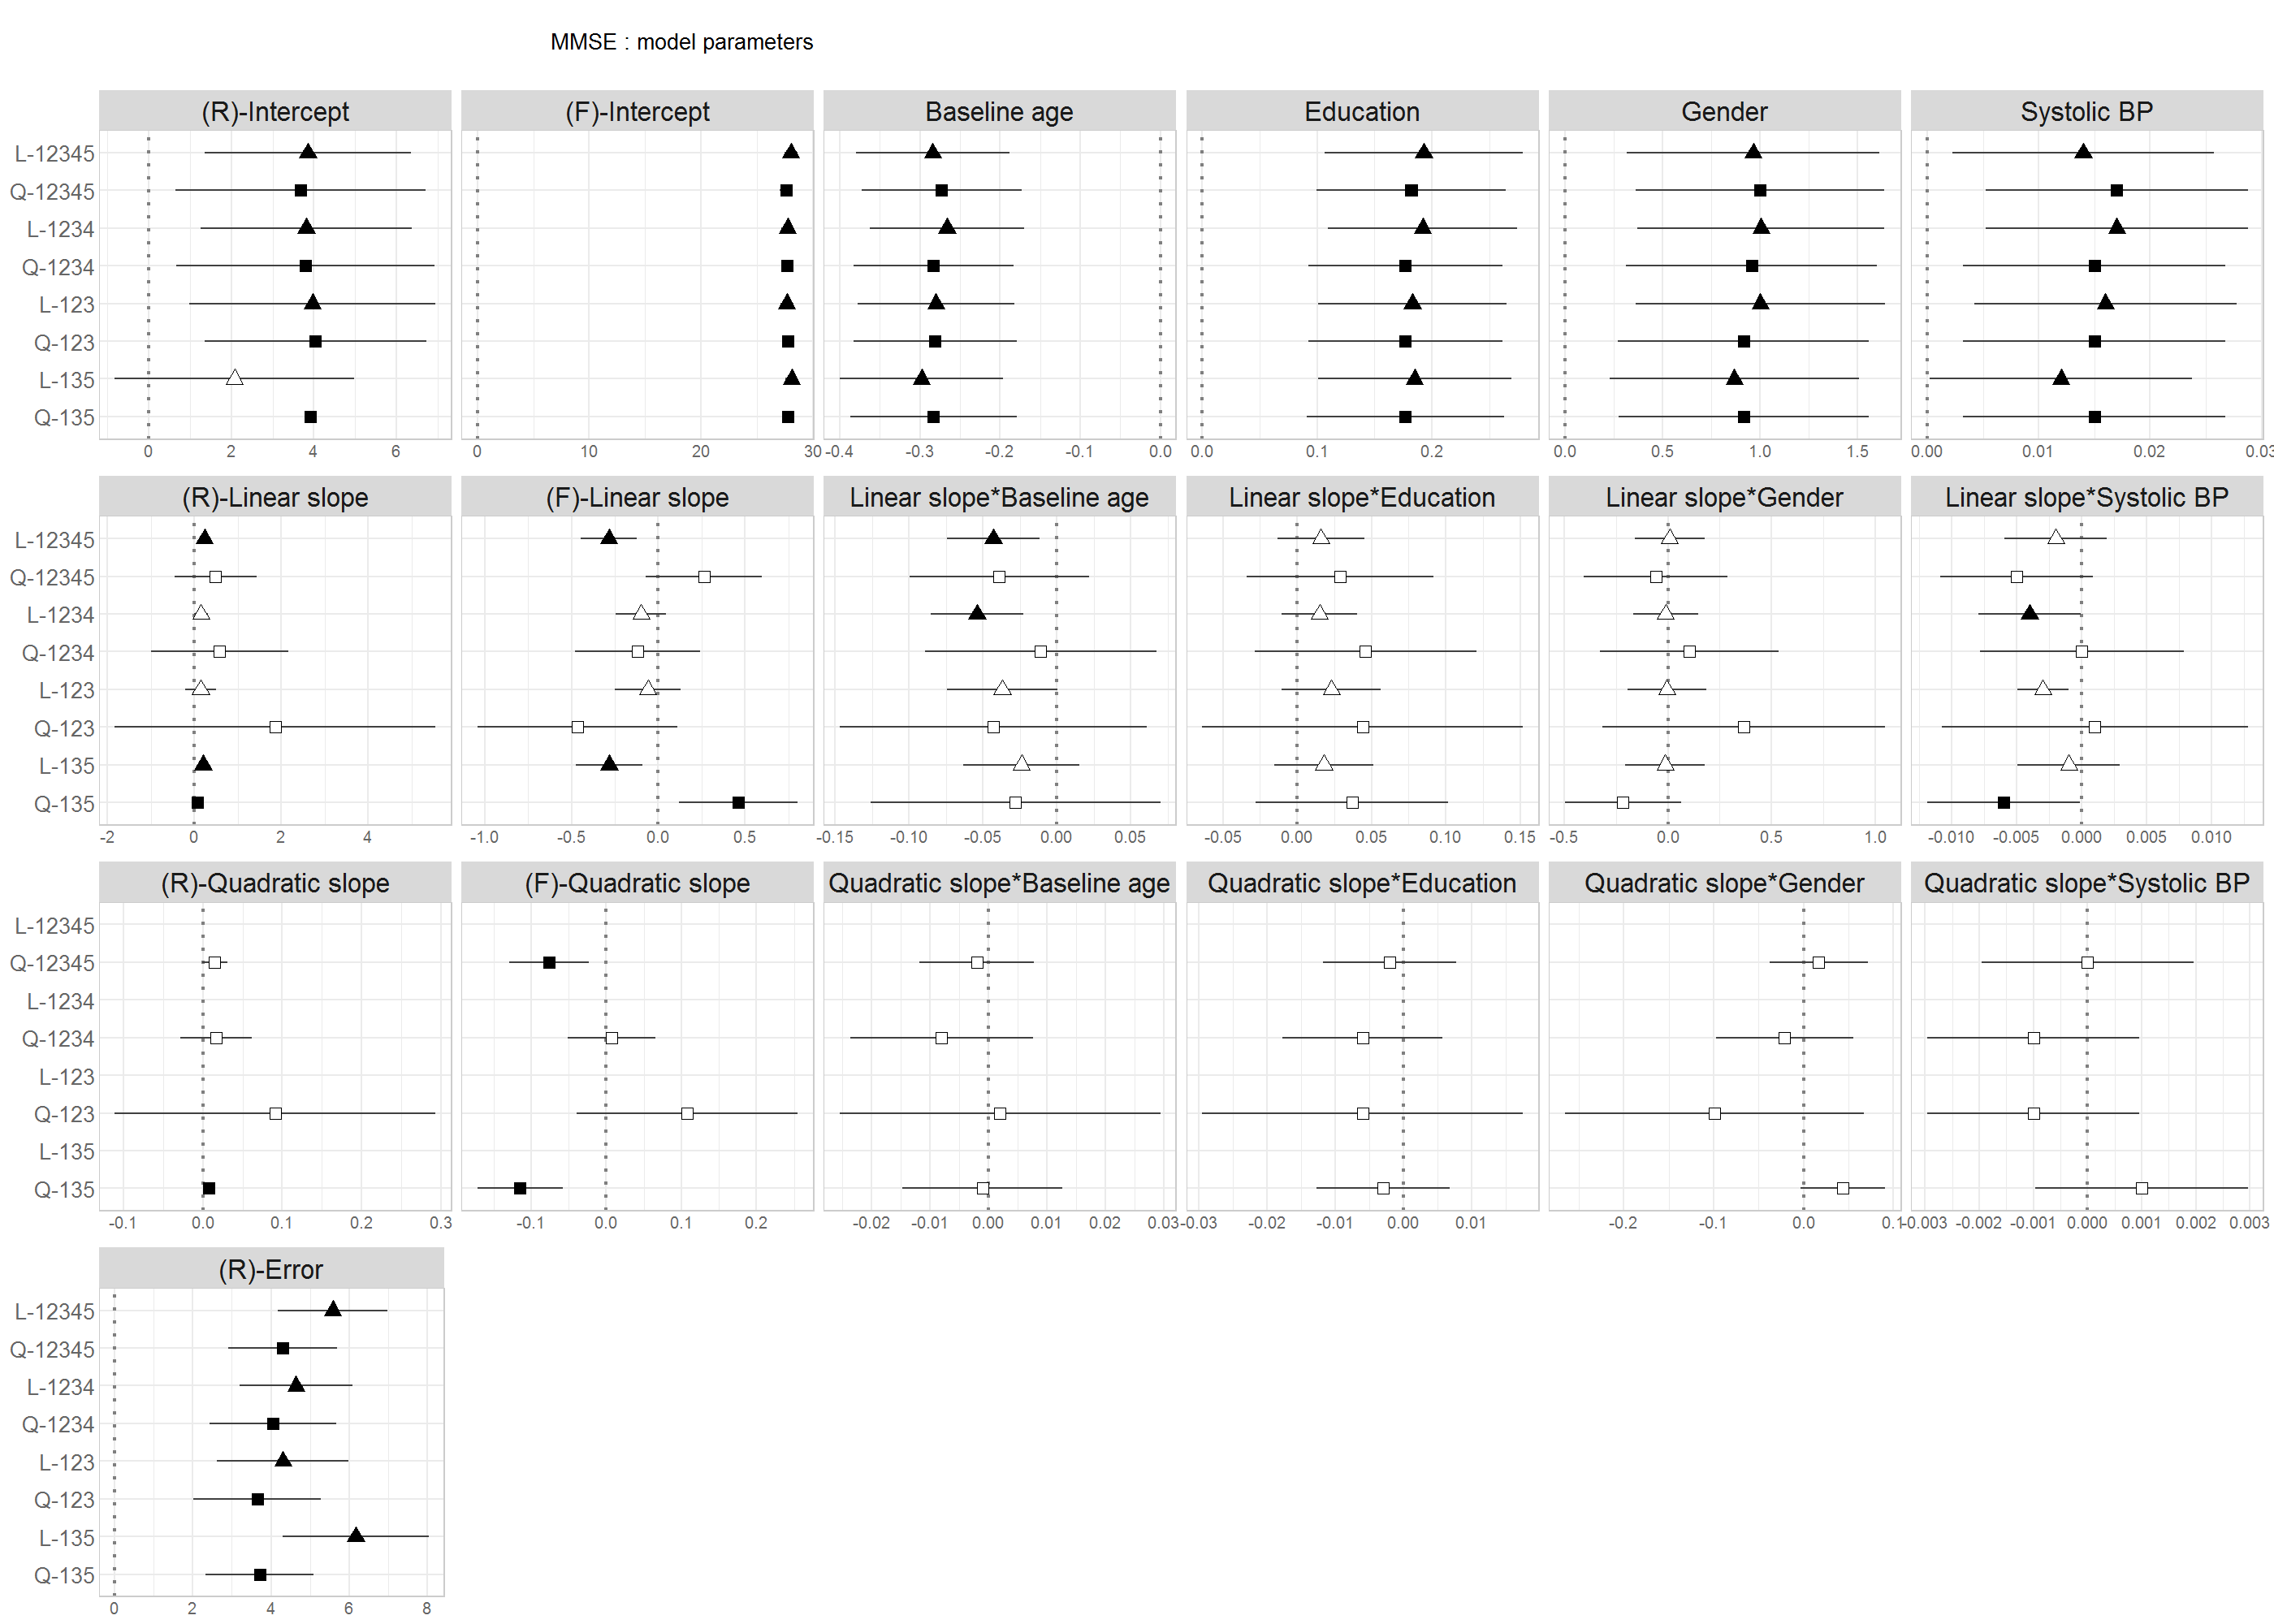 MMSE : model parameters
(R)-Intercept (F)-Intercept Baseline age Education Gender Systolic BP
L-12345
Q-12345
L-1234
Q-1234
L-123
Q-123
L-135
Q-135
0 2 4 6 0 10 20 30 -0.4 -0.3 -0.2 -0.1 0.0 0.0 0.1 0.2 0.0 0.5 1.0 1.5 0.00 0.01 0.02 0.03
(R)-Linear slope (F)-Linear slope Linear slope*Baseline age Linear slope*Education Linear slope*Gender Linear slope*Systolic BP
L-12345
Q-12345
L-1234
Q-1234
L-123
Q-123
L-135
Q-135
-2 0 2 4 -1.0 -0.5 0.0 0.5 -0.15 -0.10 -0.05 0.00 0.05 -0.05 0.00 0.05 0.10 0.15 -0.5 0.0 0.5 1.0 -0.010 -0.005 0.000 0.005 0.010
(R)-Quadratic slope (F)-Quadratic slope Quadratic slope*Baseline age Quadratic slope*Education Quadratic slope*Gender Quadratic slope*Systolic BP
L-12345
Q-12345
L-1234
Q-1234
L-123
Q-123
L-135
Q-135
-0.1 0.0 0.1 0.2 0.3 -0.1 0.0 0.1 0.2 -0.02 -0.01 0.00 0.01 0.02 0.03 -0.03 -0.02 -0.01 0.00 0.01 -0.2 -0.1 0.0 0.1 -0.003 -0.002 -0.001 0.000 0.001 0.002 0.003
(R)-Error
L-12345
Q-12345
L-1234
Q-1234
L-123
Q-123
L-135
Q-135
0 2 4 6 8